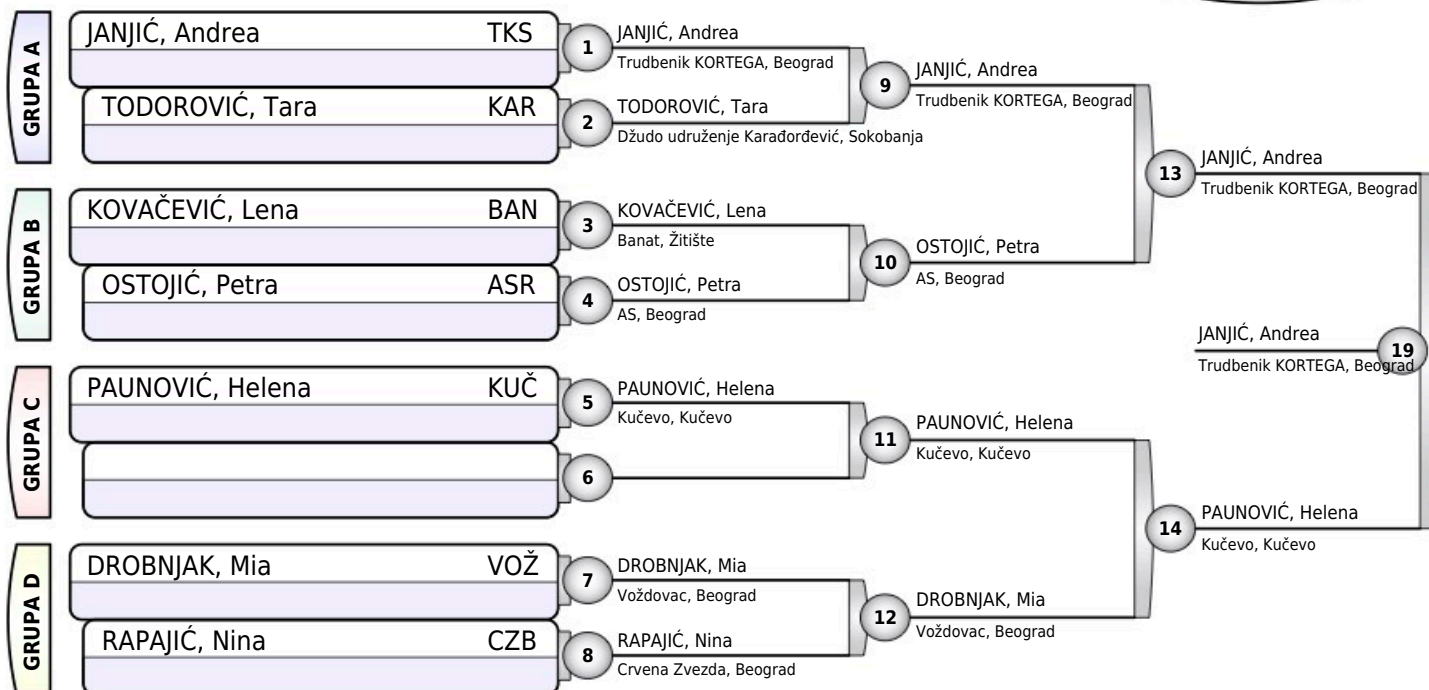 GRUPA A
JANJIĆ, Andrea TKS
TODOROVIĆ, Tara KAR
1
JANJIĆ, Andrea
Trudbenik KORTEGA, Beograd
2
TODOROVIĆ, Tara
Džudo udruženje Karađorđević, Sokobanja
9
JANJIĆ, Andrea
Trudbenik KORTEGA, Beograd
GRUPA B
KOVAČEVIĆ, Lena BAN
OSTOJIĆ, Petra ASR
3
KOVAČEVIĆ, Lena
Banat, Žitište
4
OSTOJIĆ, Petra
AS, Beograd
10
OSTOJIĆ, Petra
AS, Beograd
13
JANJIĆ, Andrea
Trudbenik KORTEGA, Beograd
GRUPA C
PAUNOVIĆ, Helena KUČ
5
PAUNOVIĆ, Helena
Kučevo, Kučevo
6
11
PAUNOVIĆ, Helena
Kučevo, Kučevo
GRUPA D
DROBNJAK, Mia VOŽ
RAPAJIĆ, Nina CZB
7
DROBNJAK, Mia
Voždovac, Beograd
8
RAPAJIĆ, Nina
Crvena Zvezda, Beograd
12
DROBNJAK, Mia
Voždovac, Beograd
14
PAUNOVIĆ, Helena
Kučevo, Kučevo
JANJIĆ, Andrea
Trudbenik KORTEGA, Beograd
19